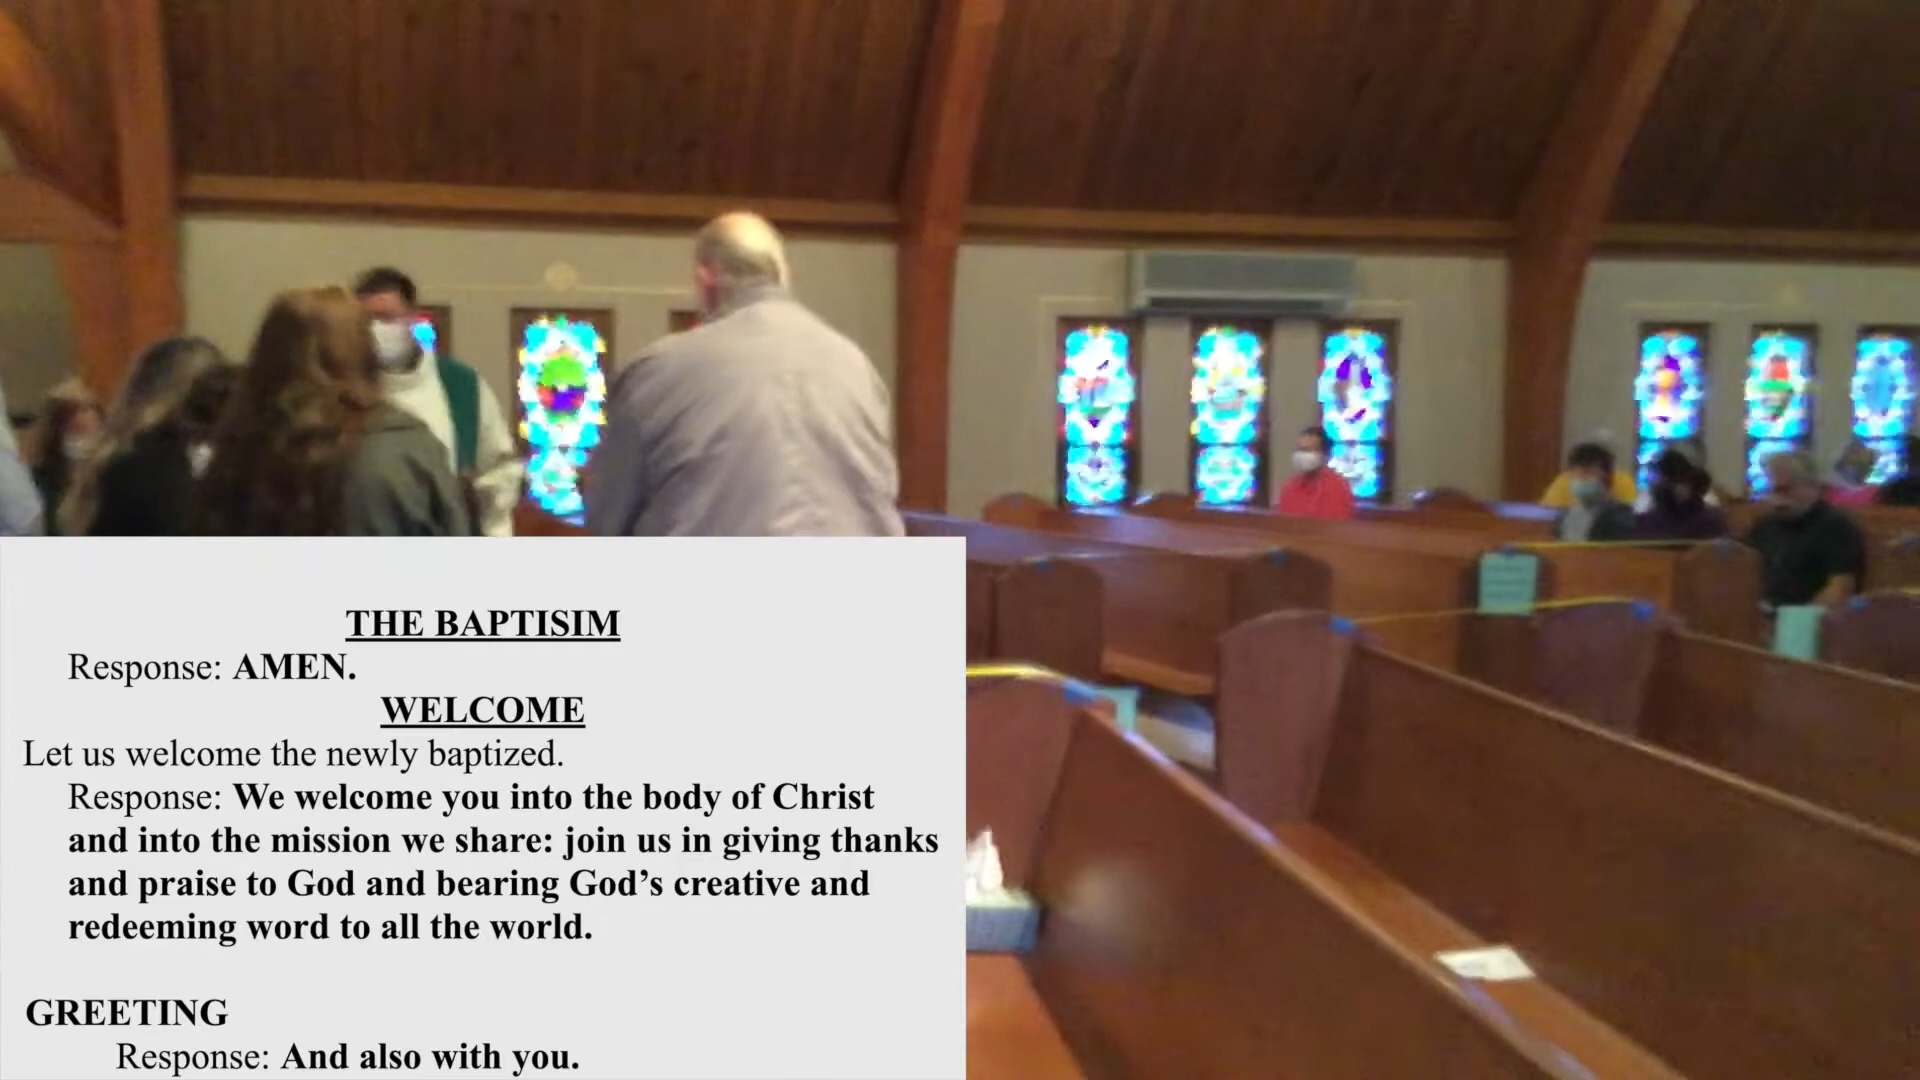 THE BAPTISIM
Response: AMEN.
WELCOME
Let us welcome the newly baptized.
Response: We welcome you into the body of Christ
and into the mission we share: join us in giving thanks
and praise to God and bearing God’s creative and
redeeming word to all the world.
GREETING
Response: And also with you.